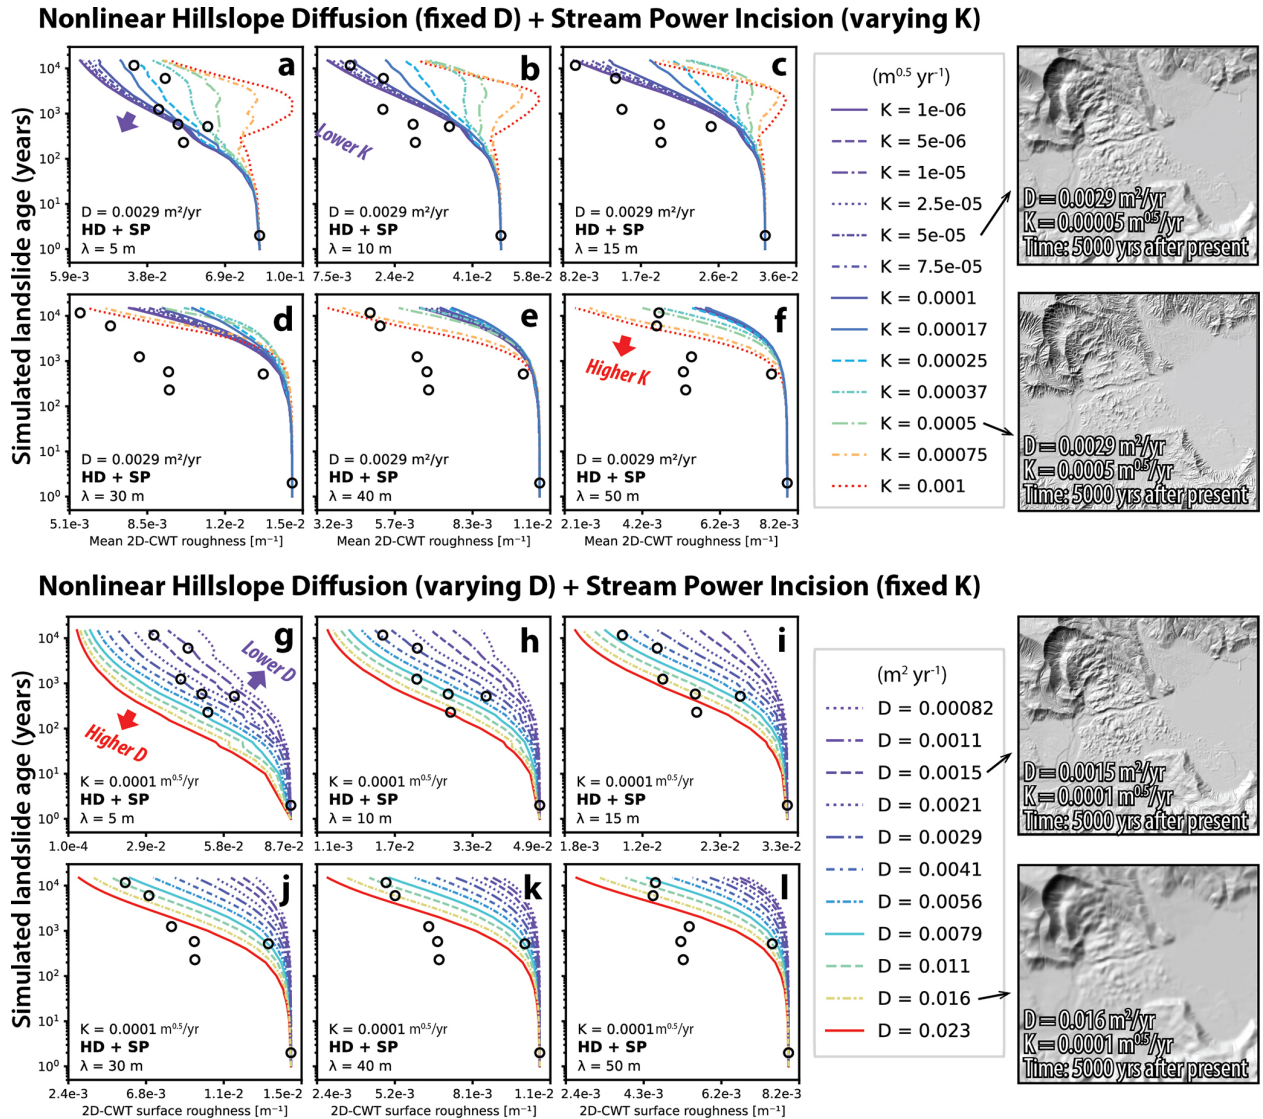 Nonlinear Hillslope Diffusion (fixed D) + Stream Power Incision (varying K)
Simulated landslide age (years)
10⁴
10³
10²
10¹
10⁰
a
D = 0.0029 m²/yr
HD + SP
λ = 5 m
5.9e-3 3.8e-2 6.9e-2 1.0e-1
b
Lower K
D = 0.0029 m²/yr
HD + SP
λ = 10 m
7.5e-3 2.4e-2 4.1e-2 5.8e-2
c
D = 0.0029 m²/yr
HD + SP
λ = 15 m
8.2e-3 1.7e-2 2.6e-2 3.6e-2
10⁴
10³
10²
10¹
10⁰
d
D = 0.0029 m²/yr
HD + SP
λ = 30 m
5.1e-3 8.5e-3 1.2e-2 1.5e-2
Mean 2D-CWT roughness [m⁻¹]
e
D = 0.0029 m²/yr
HD + SP
λ = 40 m
3.2e-3 5.7e-3 8.3e-3 1.1e-2
Mean 2D-CWT roughness [m⁻¹]
f
Higher K
D = 0.0029 m²/yr
HD + SP
λ = 50 m
2.1e-3 4.2e-3 6.2e-3 8.2e-3
Mean 2D-CWT roughness [m⁻¹]
(m^0.5 yr⁻¹)
K = 1e-06
K = 5e-06
K = 1e-05
K = 2.5e-05
K = 5e-05
K = 7.5e-05
K = 0.0001
K = 0.00017
K = 0.00025
K = 0.00037
K = 0.0005
K = 0.00075
K = 0.001
D = 0.0029 m²/yr
K = 0.00005 m^0.5/yr
Time: 5000 yrs after present
D = 0.0029 m²/yr
K = 0.0005 m^0.5/yr
Time: 5000 yrs after present
Nonlinear Hillslope Diffusion (varying D) + Stream Power Incision (fixed K)
Simulated landslide age (years)
10⁴
10³
10²
10¹
10⁰
g
Lower D
Higher D
K = 0.0001 m^0.5/yr
HD + SP
λ = 5 m
1.0e-4 2.9e-2 5.8e-2 8.7e-2
h
K = 0.0001 m^0.5/yr
HD + SP
λ = 10 m
1.1e-3 1.7e-2 3.3e-2 4.9e-2
i
K = 0.0001 m^0.5/yr
HD + SP
λ = 15 m
1.8e-3 1.2e-2 2.3e-2 3.3e-2
10⁴
10³
10²
10¹
10⁰
j
K = 0.0001 m^0.5/yr
HD + SP
λ = 30 m
2.4e-3 6.8e-3 1.1e-2 1.5e-2
2D-CWT surface roughness [m⁻¹]
k
K = 0.0001 m^0.5/yr
HD + SP
λ = 40 m
2.4e-3 5.2e-3 8.1e-3 1.1e-2
2D-CWT surface roughness [m⁻¹]
l
K = 0.0001 m^0.5/yr
HD + SP
λ = 50 m
2.4e-3 4.3e-3 6.2e-3 8.2e-3
2D-CWT surface roughness [m⁻¹]
(m² yr⁻¹)
D = 0.00082
D = 0.0011
D = 0.0015
D = 0.0021
D = 0.0029
D = 0.0041
D = 0.0056
D = 0.0079
D = 0.011
D = 0.016
D = 0.023
D = 0.0015 m²/yr
K = 0.0001 m^0.5/yr
Time: 5000 yrs after present
D = 0.016 m²/yr
K = 0.0001 m^0.5/yr
Time: 5000 yrs after present